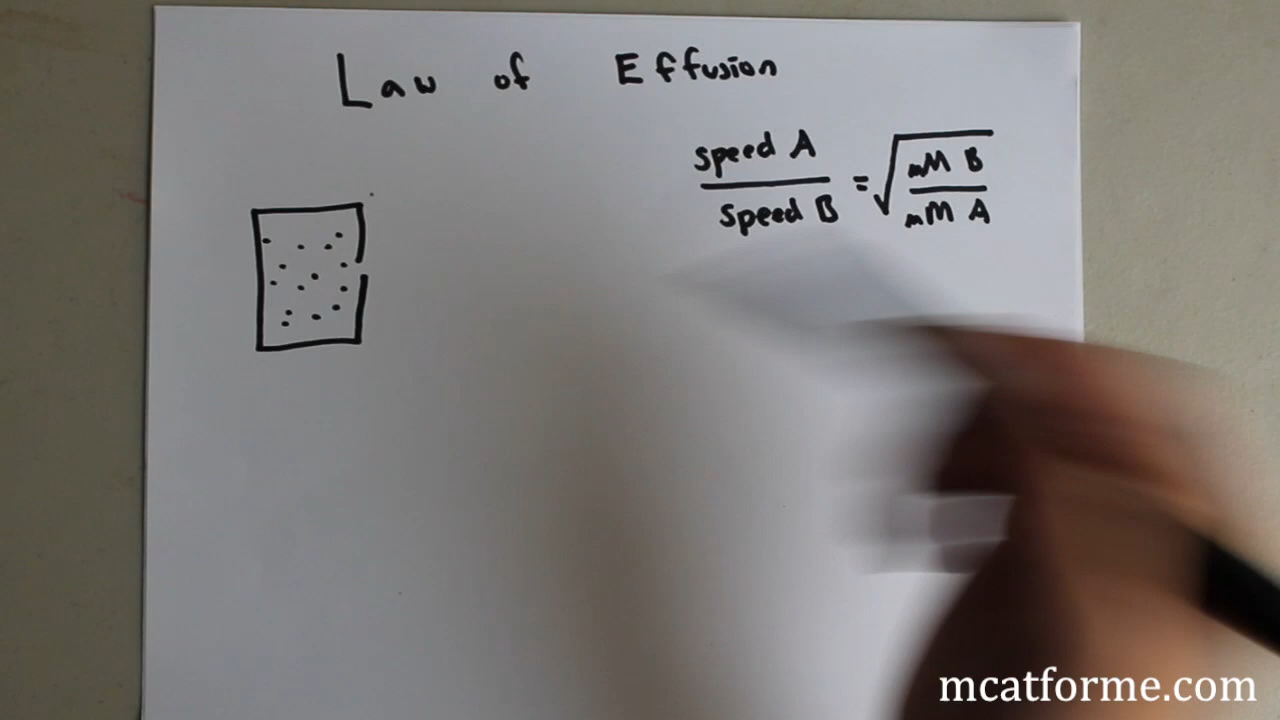 Law of Effusion
speed A
speed B
=
√
mM B
mM A
mcatforme.com